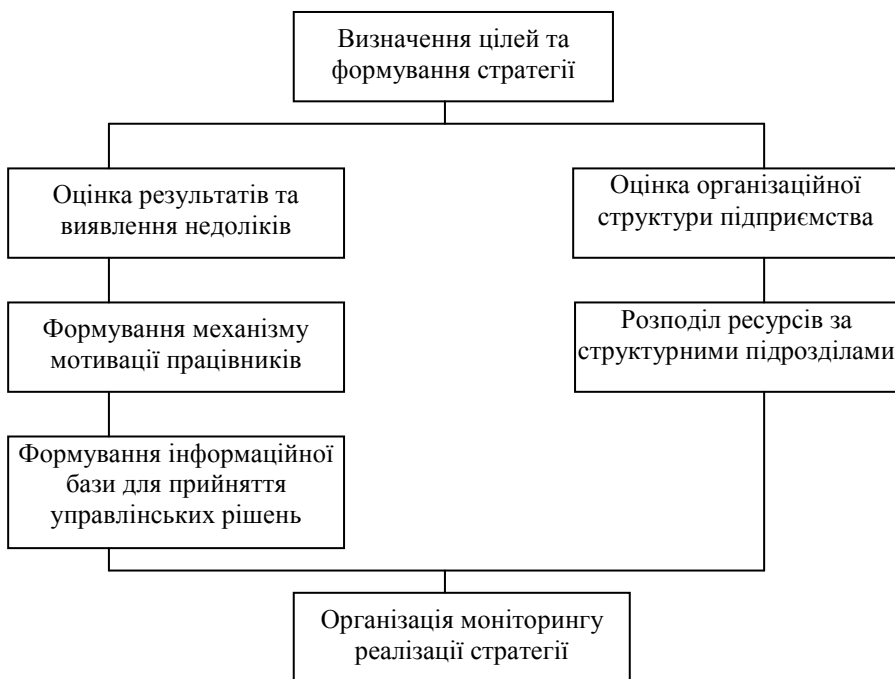 Визначення цілей та
формування стратегії
Оцінка результатів та
виявлення недоліків
Формування механізму
мотивації працівників
Формування інформаційної
бази для прийняття
управлінських рішень
Оцінка організаційної
структури підприємства
Розподіл ресурсів за
структурними підрозділами
Організація моніторингу
реалізації стратегії